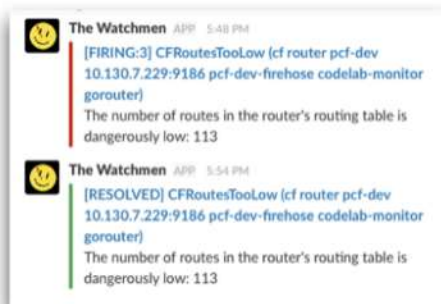 The Watchmen APP 5:48 PM
[FIRING:3] CFRoutesTooLow (cf router pcf-dev
10.130.7.229:9186 pcf-dev-firehose codelab-monitor
gorouter)
The number of routes in the router's routing table is
dangerously low: 113
The Watchmen APP 5:54 PM
[RESOLVED] CFRoutesTooLow (cf router pcf-dev
10.130.7.229:9186 pcf-dev-firehose codelab-monitor
gorouter)
The number of routes in the router's routing table is
dangerously low: 113